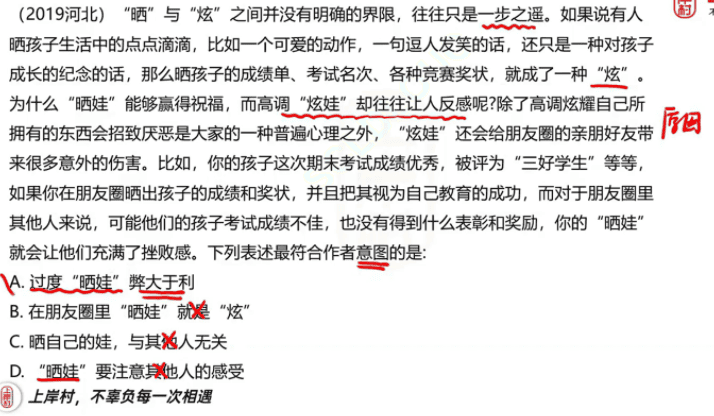 （2019河北）“晒”与“炫”之间并没有明确的界限，往往只是一步之遥。如果说有人
晒孩子生活中的点点滴滴，比如一个可爱的动作，一句逗人发笑的话，还只是一种对孩子
成长的纪念的话，那么晒孩子的成绩单、考试名次、各种竞赛奖状，就成了一种“炫”。
为什么“晒娃”能够赢得祝福，而高调“炫娃”却往往让人反感呢?除了高调炫耀自己所
拥有的东西会招致厌恶是大家的一种普遍心理之外，“炫娃”还会给朋友圈的亲朋好友带
来很多意外的伤害。比如，你的孩子这次期末考试成绩优秀，被评为“三好学生”等等，
如果你在朋友圈晒出孩子的成绩和奖状，并且把其视为自己教育的成功，而对于朋友圈里
其他人来说，可能他们的孩子考试成绩不佳，也没有得到什么表彰和奖励，你的“晒娃”
就会让他们充满了挫败感。下列表述最符合作者意图的是:
A. 过度“晒娃”弊大于利
B. 在朋友圈里“晒娃”就是“炫”
C. 晒自己的娃，与其他人无关
D. “晒娃”要注意其他人的感受
上岸村，不辜负每一次相遇
原因
上岸村